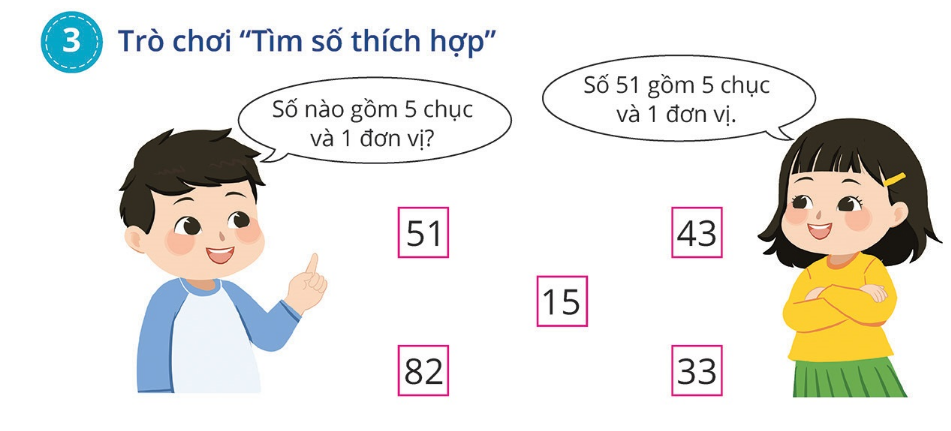 3
Trò chơi “Tìm số thích hợp”
Số nào gồm 5 chục
và 1 đơn vị?
Số 51 gồm 5 chục
và 1 đơn vị.
51
43
15
82
33